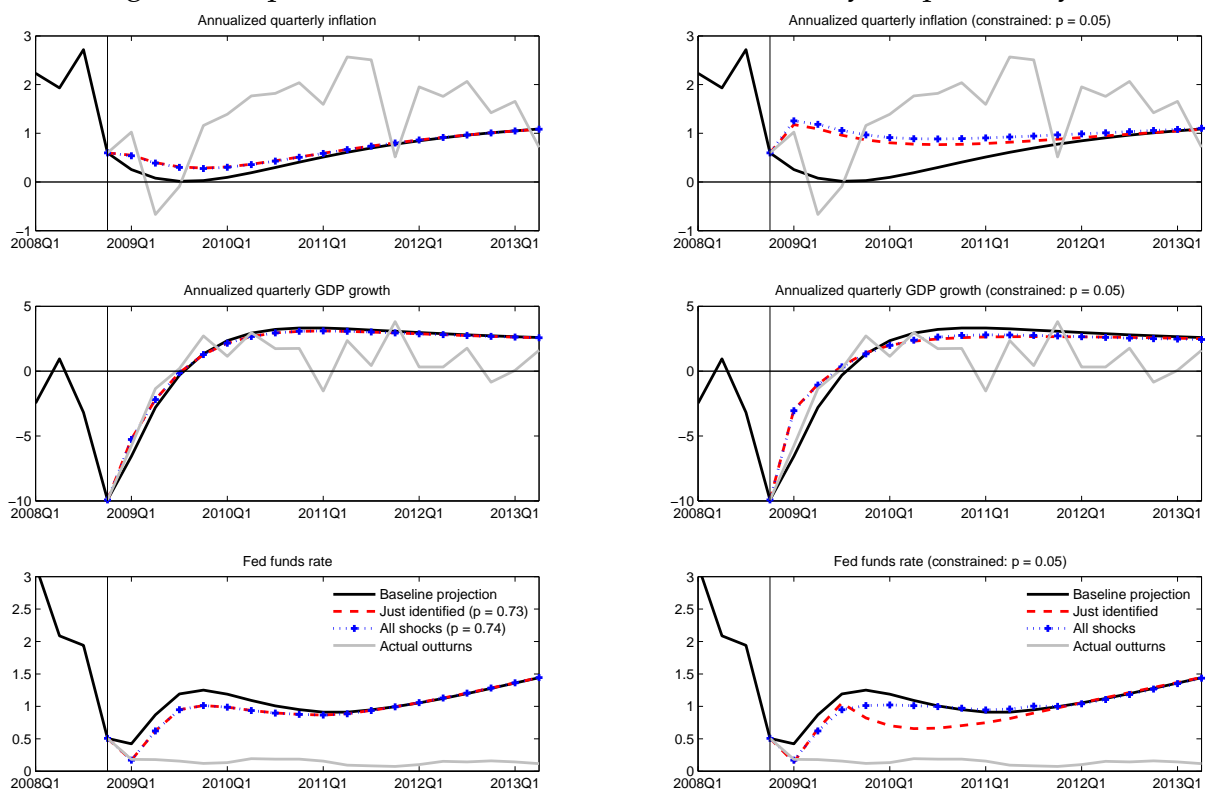 Annualized quarterly inflation
3
2
1
0
−1
2008Q1 2009Q1 2010Q1 2011Q1 2012Q1 2013Q1
Annualized quarterly inflation (constrained: p = 0.05)
3
2
1
0
−1
2008Q1 2009Q1 2010Q1 2011Q1 2012Q1 2013Q1
Annualized quarterly GDP growth
5
0
−5
−10
2008Q1 2009Q1 2010Q1 2011Q1 2012Q1 2013Q1
Annualized quarterly GDP growth (constrained: p = 0.05)
5
0
−5
−10
2008Q1 2009Q1 2010Q1 2011Q1 2012Q1 2013Q1
Fed funds rate
3
2.5
2
1.5
1
0.5
0
Baseline projection
Just identified (p = 0.73)
All shocks (p = 0.74)
Actual outturns
2008Q1 2009Q1 2010Q1 2011Q1 2012Q1 2013Q1
Fed funds rate (constrained: p = 0.05)
3
2.5
2
1.5
1
0.5
0
Baseline projection
Just identified
All shocks
Actual outturns
2008Q1 2009Q1 2010Q1 2011Q1 2012Q1 2013Q1